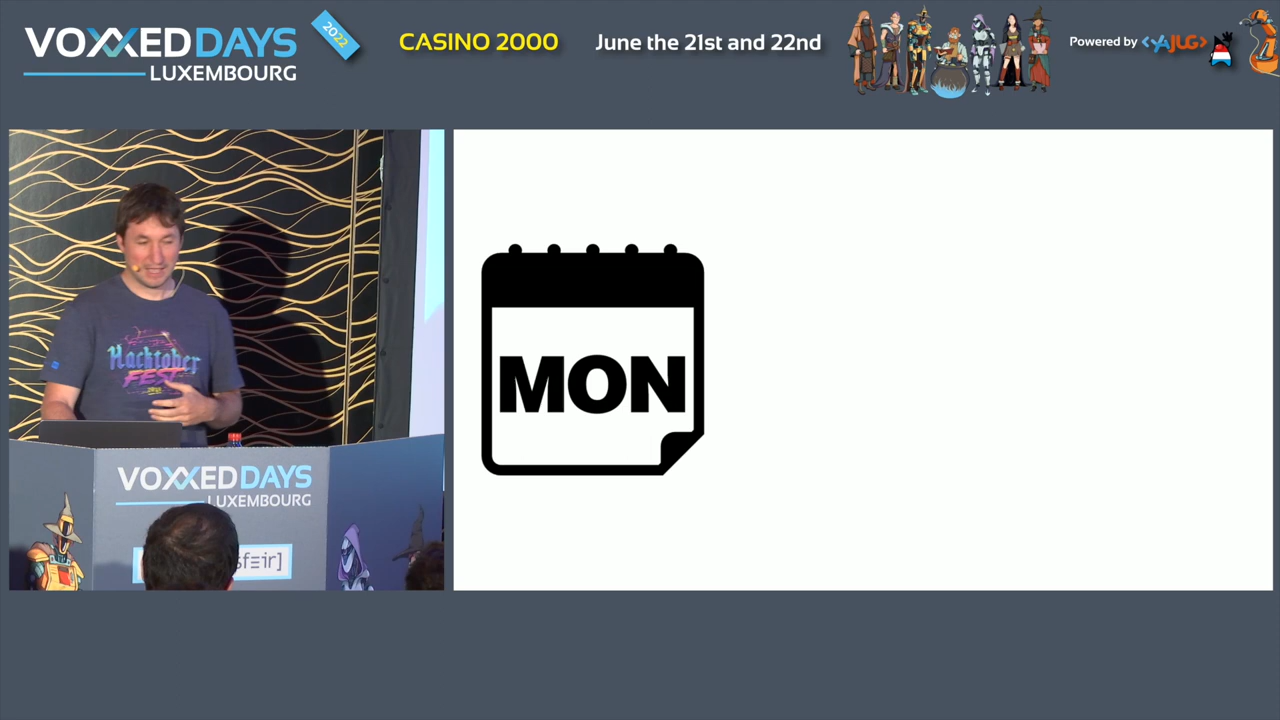 VOXXED DAYS
LUXEMBOURG
2022
CASINO 2000
June the 21st and 22nd
Powered by <YAJUG>
MON
Hacktober
FEST
VOXXED DAYS
LUXEMBOURG
sfeir]